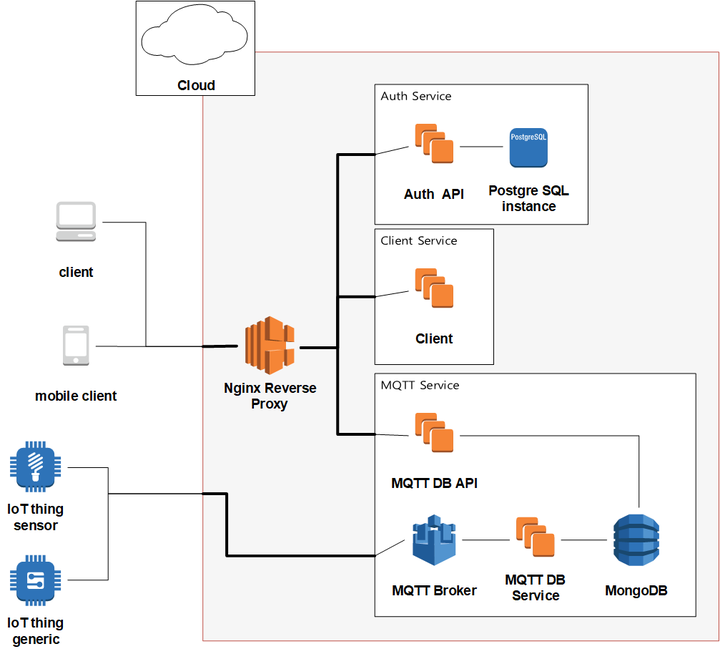 Cloud
Auth Service
PostgreSQL
Auth API
Postgre SQL
instance
Client Service
client
Client
mobile client
Nginx Reverse
Proxy
MQTT Service
MQTT DB API
IoT thing
sensor
MQTT Broker
MQTT DB
Service
MongoDB
IoT thing
generic